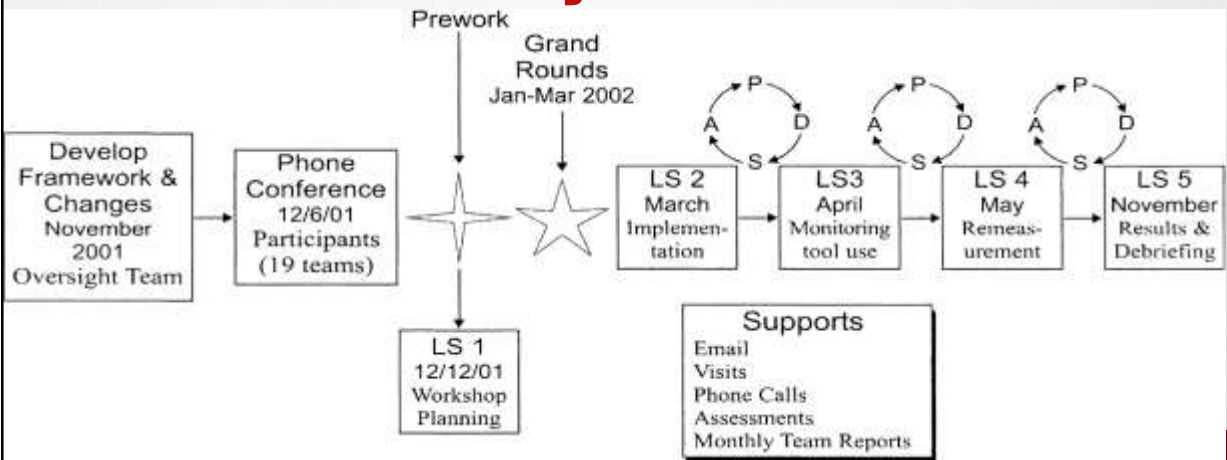 Prework
Grand
Rounds
Jan-Mar 2002
Develop
Framework &
Changes
November
2001
Oversight Team
Phone
Conference
12/6/01
Participants
(19 teams)
LS 1
12/12/01
Workshop
Planning
P
A
D
S
LS 2
March
Implemen-
tation
P
A
D
S
LS3
April
Monitoring
tool use
P
A
D
S
LS 4
May
Remeas-
urement
LS 5
November
Results &
Debriefing
Supports
Email
Visits
Phone Calls
Assessments
Monthly Team Reports